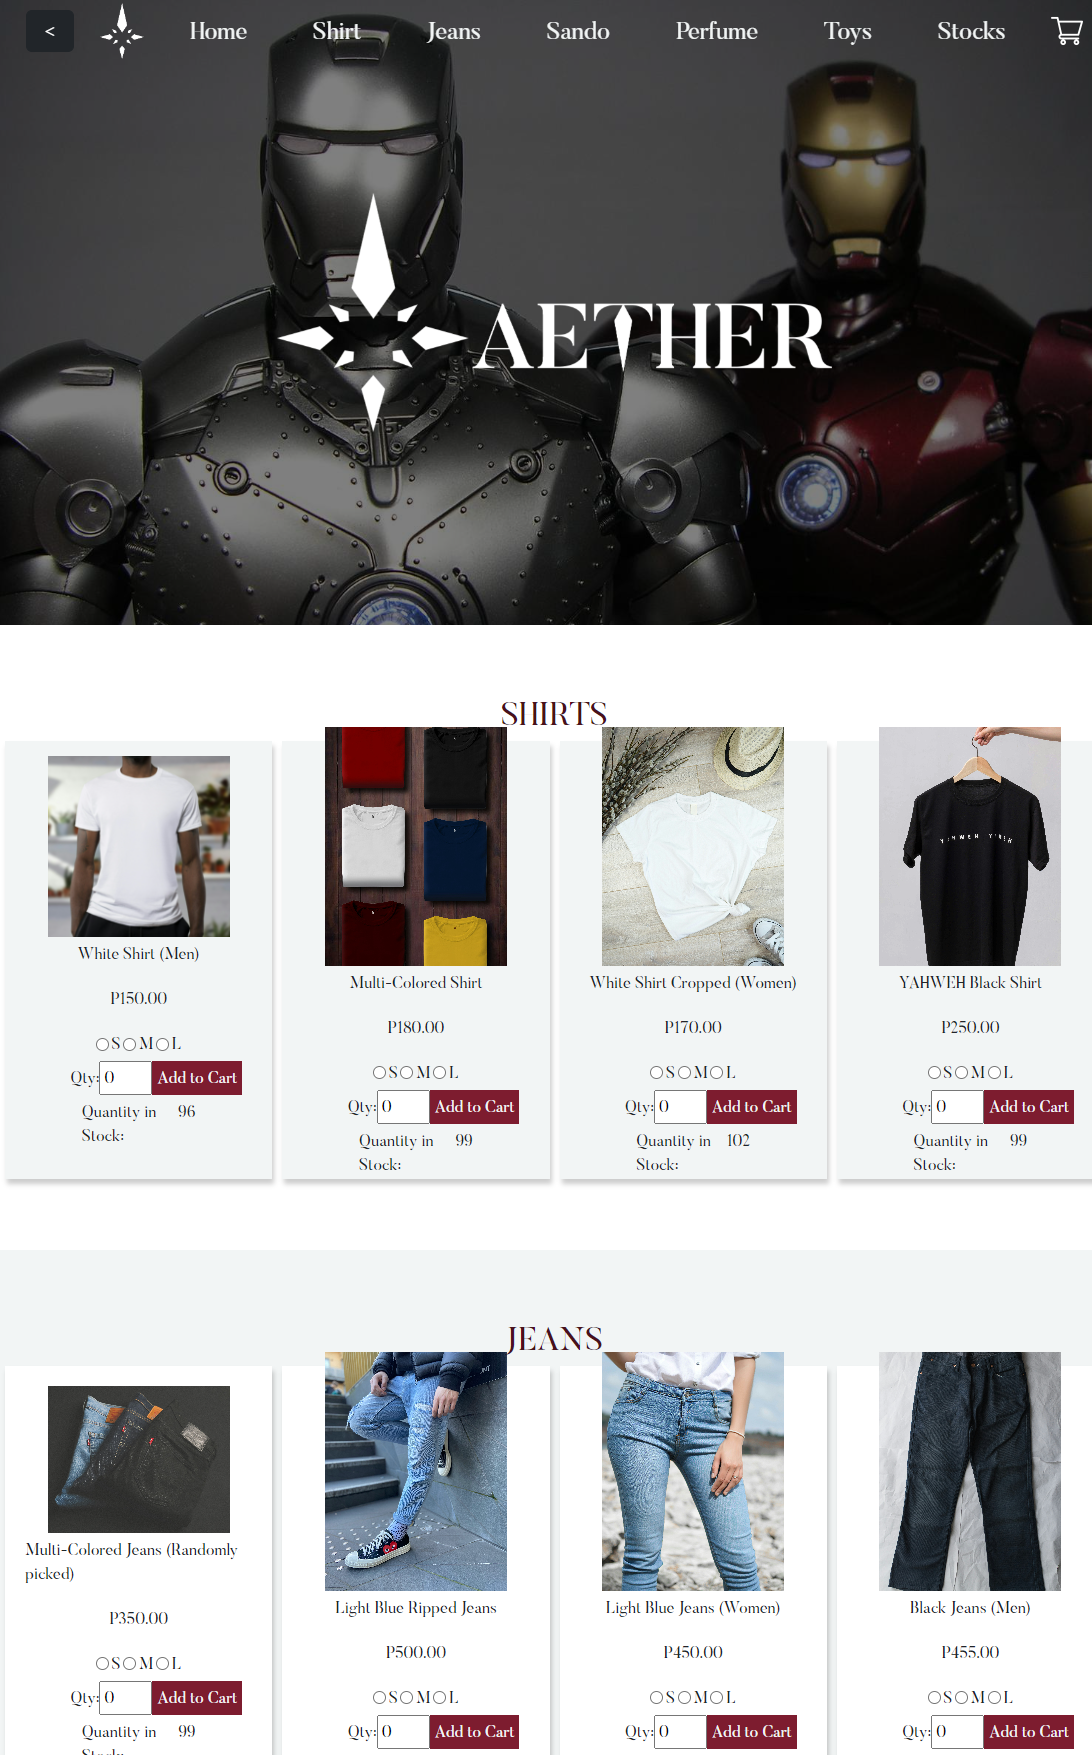 < Home Shirt Jeans Sando Perfume Toys Stocks
AETHER
SHIRTS
White Shirt (Men)
P150.00
S M L
Qty: 0 Add to Cart
Quantity in 96
Stock:
Multi-Colored Shirt
P180.00
S M L
Qty: 0 Add to Cart
Quantity in 99
Stock:
White Shirt Cropped (Women)
P170.00
S M L
Qty: 0 Add to Cart
Quantity in 102
Stock:
YAHWEH YIREH
YAHWEH Black Shirt
P250.00
S M L
Qty: 0 Add to Cart
Quantity in 99
Stock:
JEANS
Multi-Colored Jeans (Randomly
picked)
P350.00
S M L
Qty: 0 Add to Cart
Quantity in 99
Stock:
Light Blue Ripped Jeans
P500.00
S M L
Qty: 0 Add to Cart
Light Blue Jeans (Women)
P450.00
S M L
Qty: 0 Add to Cart
Black Jeans (Men)
P455.00
S M L
Qty: 0 Add to Cart